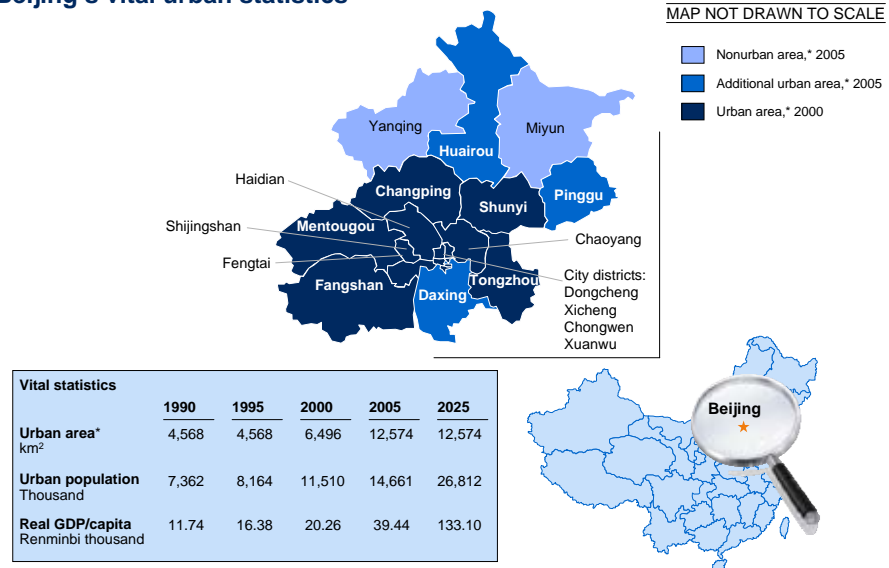 Beijing's vital urban statistics
MAP NOT DRAWN TO SCALE
Nonurban area,* 2005
Additional urban area,* 2005
Urban area,* 2000
Yanqing
Miyun
Huairou
Haidian
Changping
Shunyi
Pinggu
Shijingshan
Mentougou
Chaoyang
Fengtai
Fangshan
Daxing
Tongzhou
City districts:
Dongcheng
Xicheng
Chongwen
Xuanwu
Vital statistics
1990 1995 2000 2005 2025
Urban area* 4,568 4,568 6,496 12,574 12,574
km²
Urban population 7,362 8,164 11,510 14,661 26,812
Thousand
Real GDP/capita 11.74 16.38 20.26 39.44 133.10
Renminbi thousand
Beijing